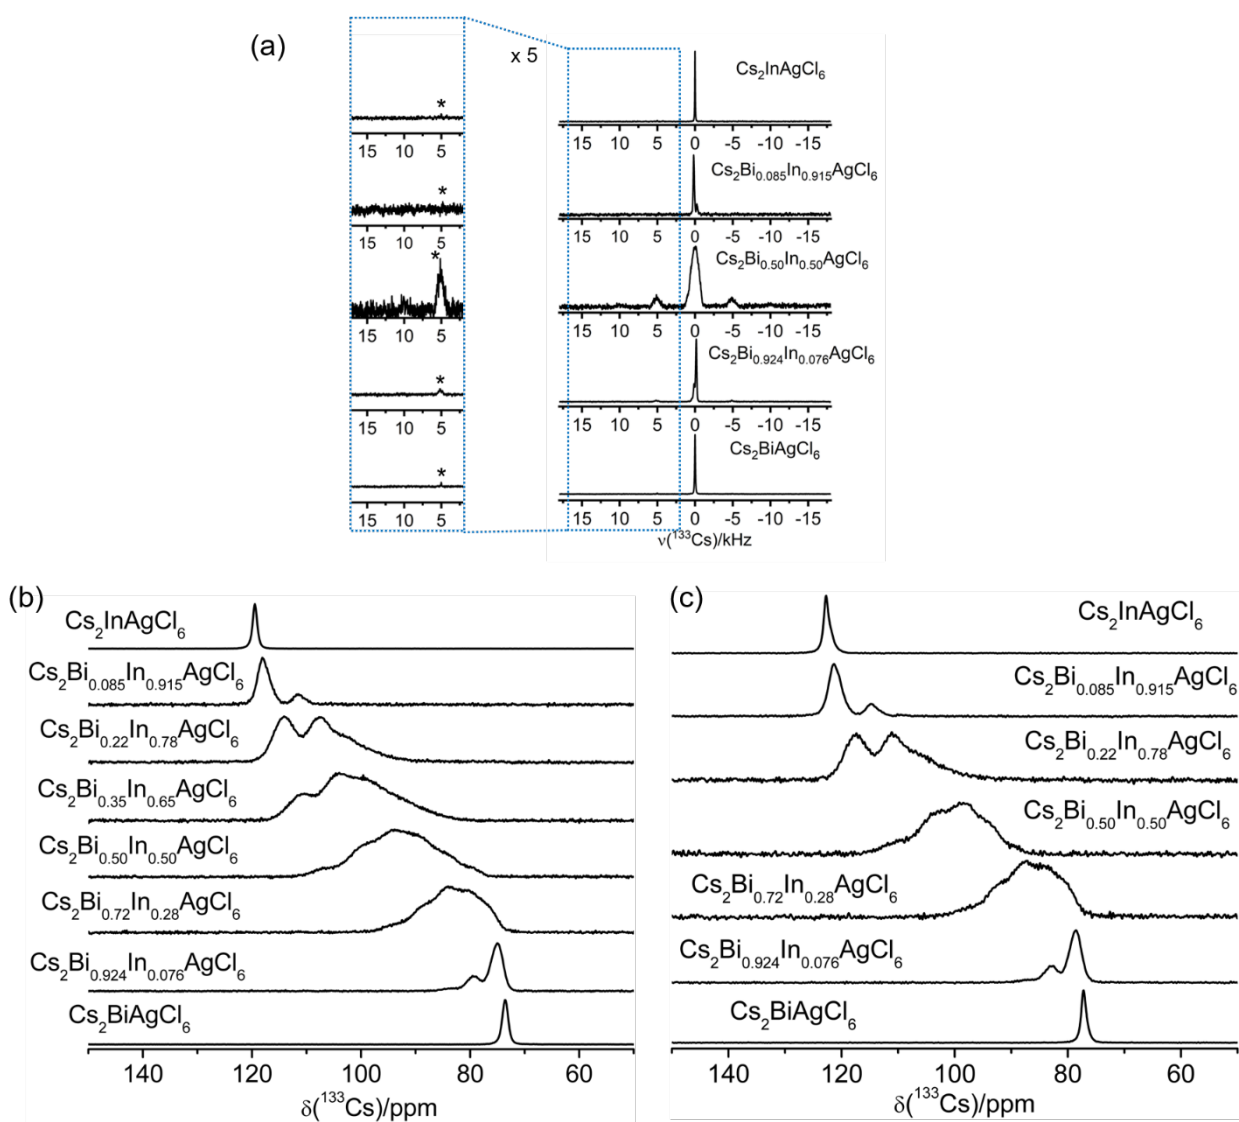 (a)
x 5
Cs₂InAgCl₆
*
15 10 5
15 10 5 0 -5 -10 -15
Cs₂Bi₀.₀₈₅In₀.₉₁₅AgCl₆
*
15 10 5
15 10 5 0 -5 -10 -15
Cs₂Bi₀.₅₀In₀.₅₀AgCl₆
*
15 10 5
15 10 5 0 -5 -10 -15
Cs₂Bi₀.₉₂₄In₀.₀₇₆AgCl₆
*
15 10 5
15 10 5 0 -5 -10 -15
Cs₂BiAgCl₆
*
15 10 5
15 10 5 0 -5 -10 -15
ν(¹³³Cs)/kHz
(b)
Cs₂InAgCl₆
Cs₂Bi₀.₀₈₅In₀.₉₁₅AgCl₆
Cs₂Bi₀.₂₂In₀.₇₈AgCl₆
Cs₂Bi₀.₃₅In₀.₆₅AgCl₆
Cs₂Bi₀.₅₀In₀.₅₀AgCl₆
Cs₂Bi₀.₇₂In₀.₂₈AgCl₆
Cs₂Bi₀.₉₂₄In₀.₀₇₆AgCl₆
Cs₂BiAgCl₆
140 120 100 80 60
δ(¹³³Cs)/ppm
(c)
Cs₂InAgCl₆
Cs₂Bi₀.₀₈₅In₀.₉₁₅AgCl₆
Cs₂Bi₀.₂₂In₀.₇₈AgCl₆
Cs₂Bi₀.₅₀In₀.₅₀AgCl₆
Cs₂Bi₀.₇₂In₀.₂₈AgCl₆
Cs₂Bi₀.₉₂₄In₀.₀₇₆AgCl₆
Cs₂BiAgCl₆
140 120 100 80 60
δ(¹³³Cs)/ppm